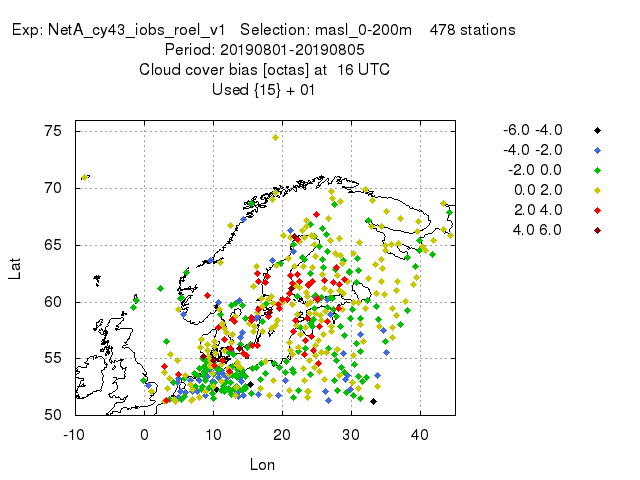 Exp: NetA_cy43_iobs_roel_v1   Selection: masl_0-200m    478 stations
Period: 20190801-20190805
Cloud cover bias [octas] at  16 UTC
Used {15} + 01
-6.0 -4.0
-4.0 -2.0
-2.0 0.0
0.0 2.0
2.0 4.0
4.0 6.0
75
70
65
60
55
50
Lat
-10 0 10 20 30 40
Lon